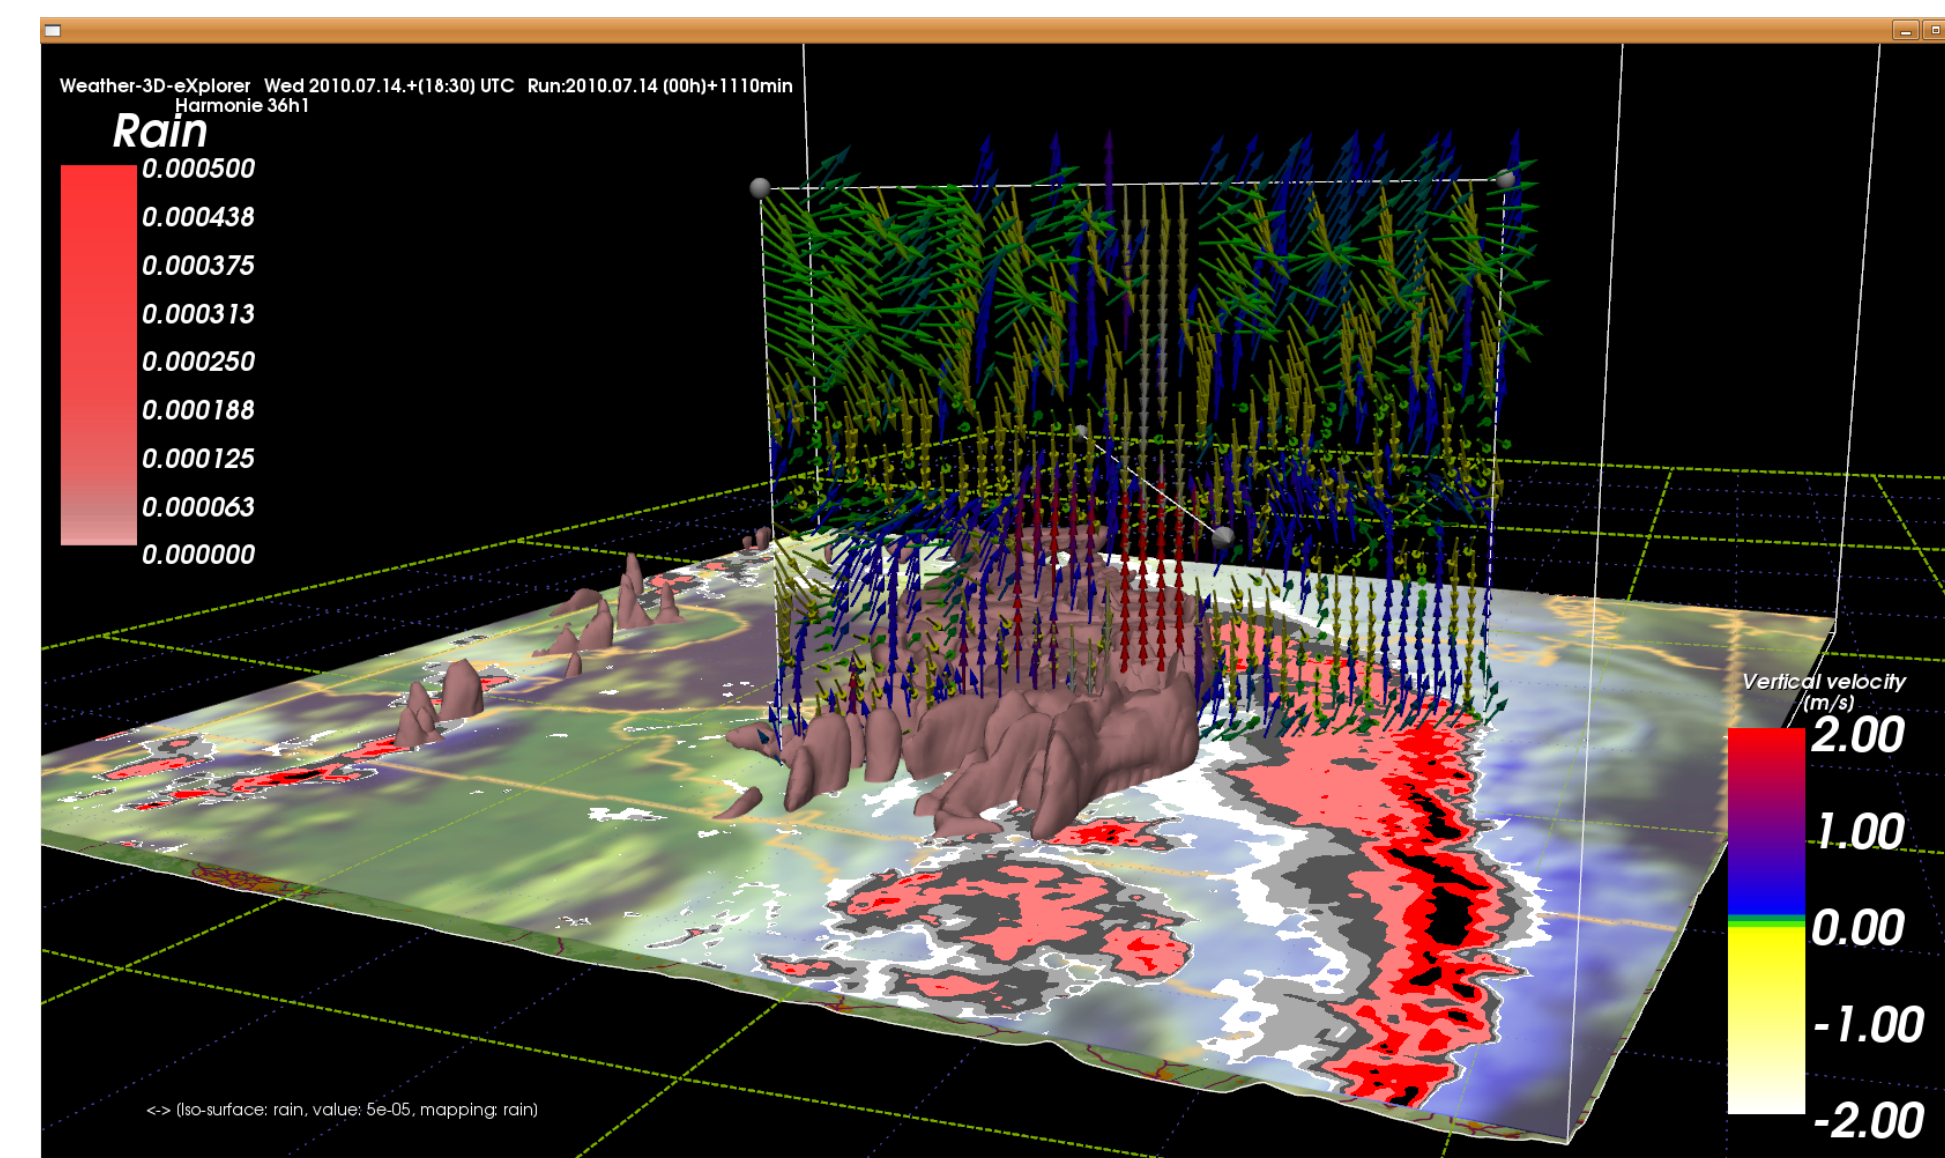 Weather-3D-eXplorer Wed 2010.07.14.+(18:30) UTC Run:2010.07.14 (00h)+1110min
Harmonie 36h1
Rain
0.000500
0.000438
0.000375
0.000313
0.000250
0.000188
0.000125
0.000063
0.000000
Vertical velocity
(m/s)
2.00
1.00
0.00
-1.00
-2.00
<-> (Iso-surface: rain, value: 5e-05, mapping: rain)